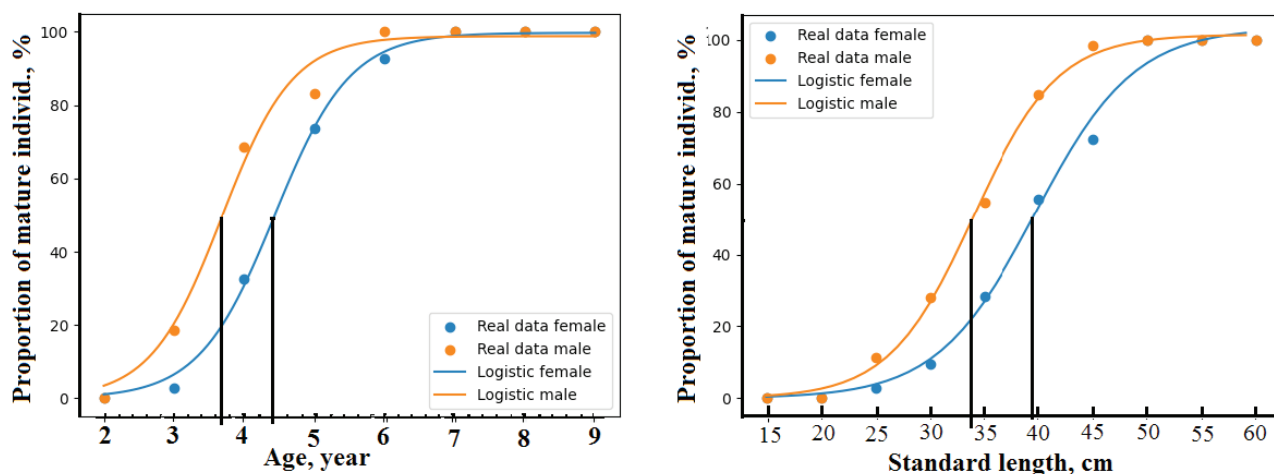 Proportion of mature individ., %
100
80
60
40
20
0
Real data female
Real data male
Logistic female
Logistic male
2 3 4 5 6 7 8 9
Age, year
Proportion of mature individ., %
100
80
60
40
20
0
Real data female
Real data male
Logistic female
Logistic male
15 20 25 30 35 40 45 50 55 60
Standard length, cm